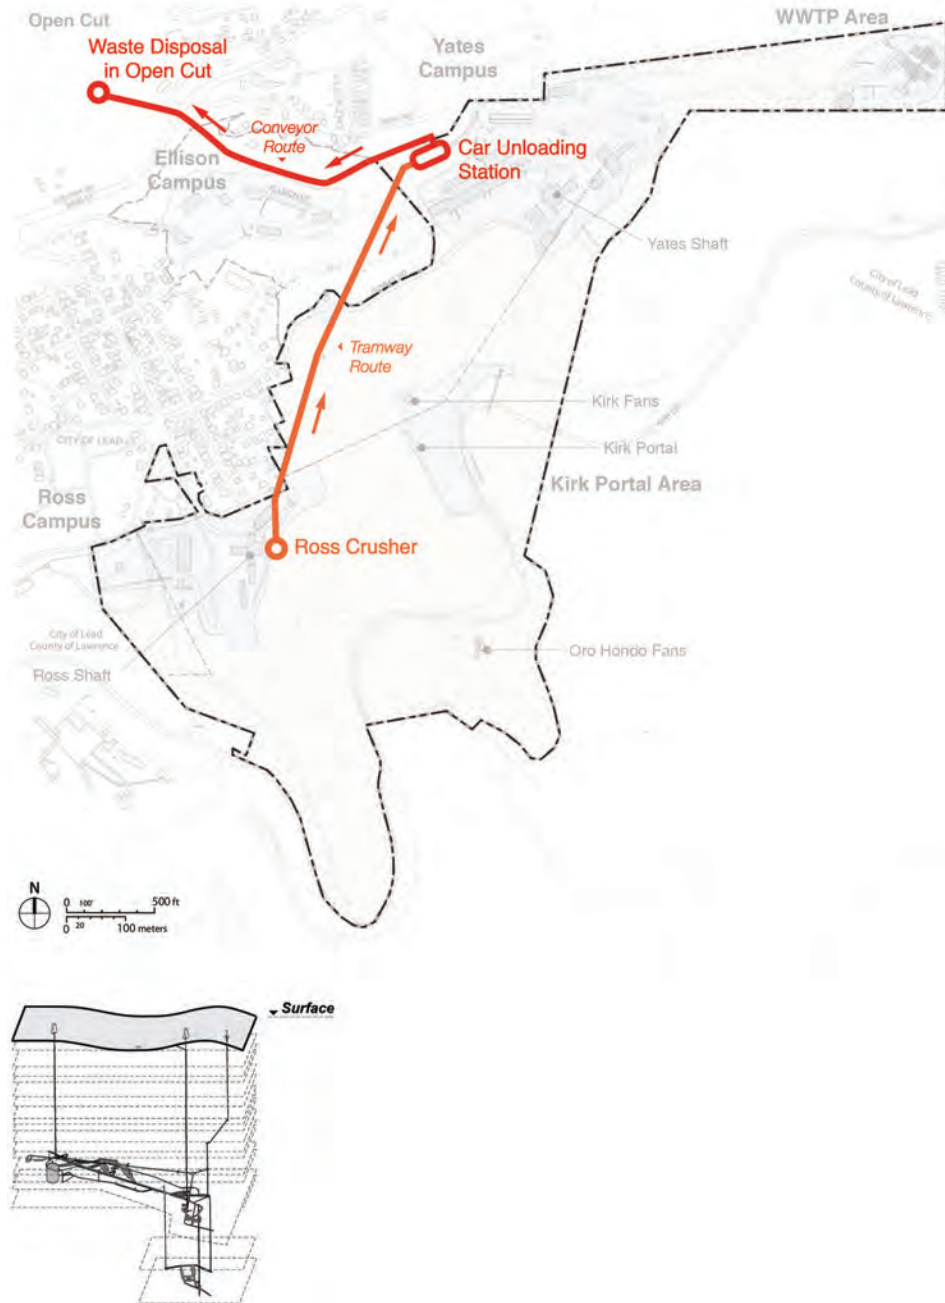 Open Cut
WWTP Area
Waste Disposal
in Open Cut
Yates
Campus
Conveyor
Route
Car Unloading
Station
Ellison
Campus
Yates Shaft
City of Lead
County of Lawrence
Tramway
Route
Kirk Fans
CITY OF LEAD
Kirk Portal
Kirk Portal Area
Ross
Campus
Ross Crusher
City of Lead
County of Lawrence
Oro Hondo Fans
Ross Shaft
N
0 100' 500 ft
0 20 100 meters
Surface